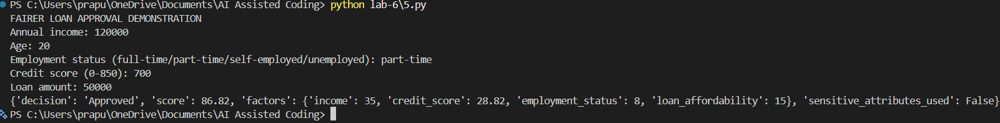 PS C:\Users\prapu\OneDrive\Documents\AI Assisted Coding> python lab-6\5.py
FAIRER LOAN APPROVAL DEMONSTRATION
Annual income: 120000
Age: 20
Employment status (full-time/part-time/self-employed/unemployed): part-time
Credit score (0-850): 700
Loan amount: 50000
{'decision': 'Approved', 'score': 86.82, 'factors': {'income': 35, 'credit_score': 28.82, 'employment_status': 8, 'loan_affordability': 15}, 'sensitive_attributes_used': False}
PS C:\Users\prapu\OneDrive\Documents\AI Assisted Coding>